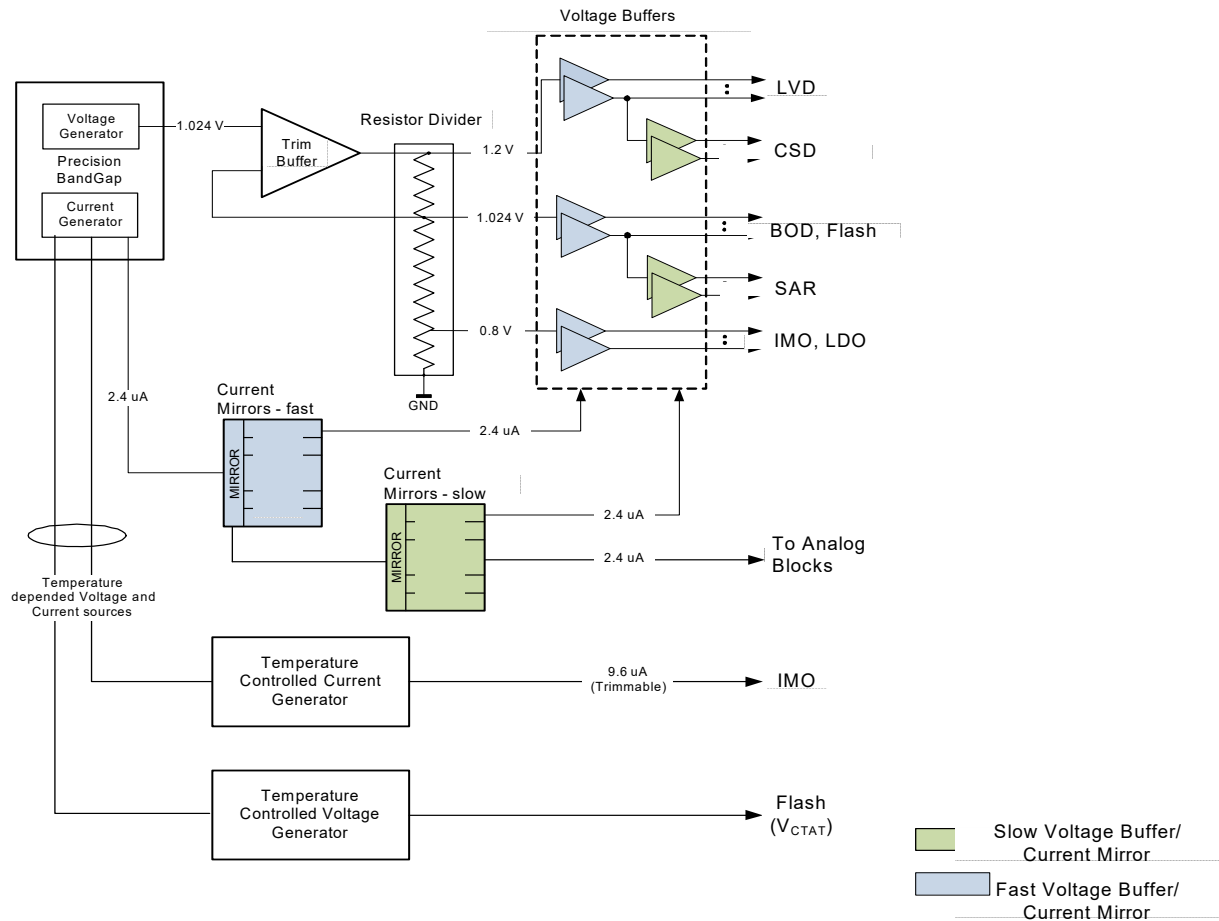 Voltage Buffers
LVD
CSD
BOD, Flash
SAR
IMO, LDO
Voltage
Generator
Precision
BandGap
Current
Generator
1.024 V
Trim
Buffer
Resistor Divider
1.2 V
1.024 V
0.8 V
GND
2.4 uA
Current
Mirrors - fast
MIRROR
2.4 uA
Current
Mirrors - slow
MIRROR
2.4 uA
2.4 uA
To Analog
Blocks
Temperature
depended Voltage and
Current sources
Temperature
Controlled Current
Generator
9.6 uA
(Trimmable)
IMO
Temperature
Controlled Voltage
Generator
Flash
(VCTAT)
Slow Voltage Buffer/
Current Mirror
Fast Voltage Buffer/
Current Mirror